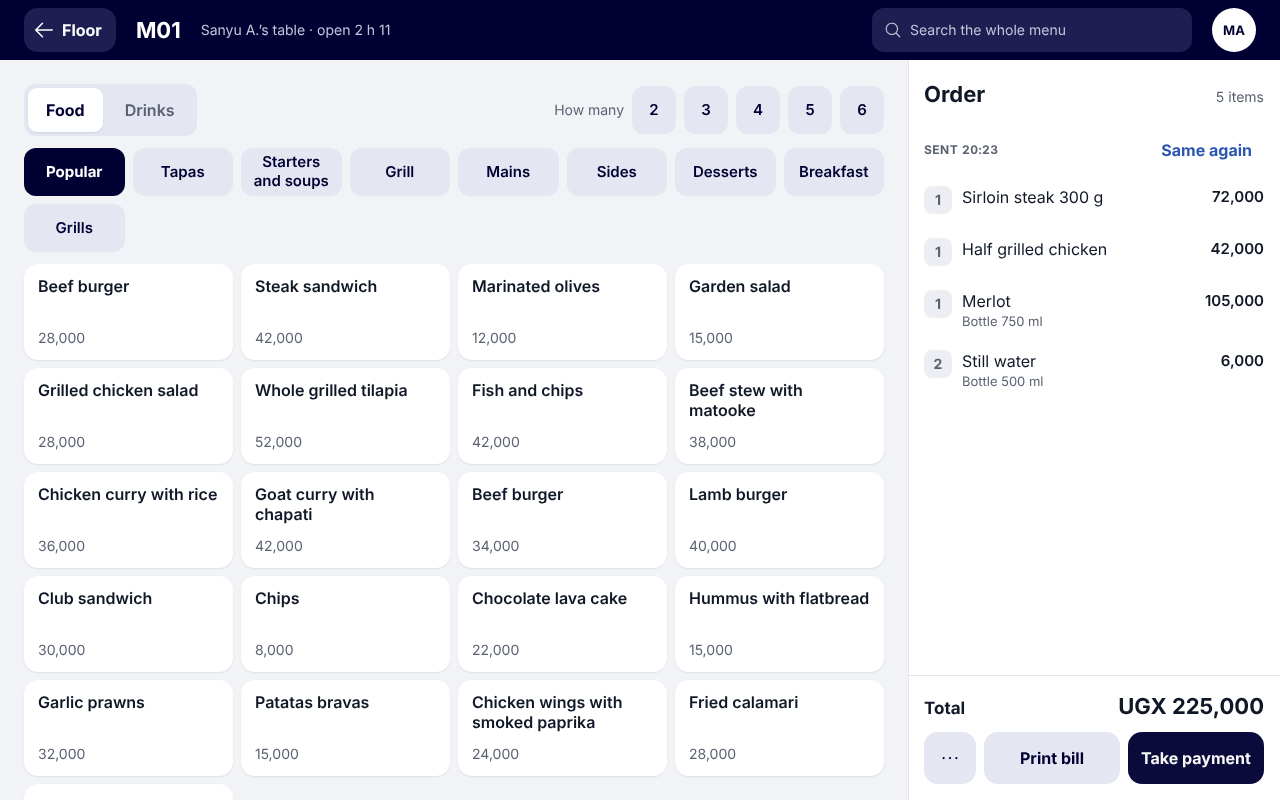 Floor
M01
Sanyu A.’s table · open 2 h 11
Search the whole menu
MA
Food
Drinks
How many
2
3
4
5
6
Popular
Tapas
Starters
and soups
Grill
Mains
Sides
Desserts
Breakfast
Grills
Beef burger
28,000
Steak sandwich
42,000
Marinated olives
12,000
Garden salad
15,000
Grilled chicken salad
28,000
Whole grilled tilapia
52,000
Fish and chips
42,000
Beef stew with
matooke
38,000
Chicken curry with rice
36,000
Goat curry with
chapati
42,000
Beef burger
34,000
Lamb burger
40,000
Club sandwich
30,000
Chips
8,000
Chocolate lava cake
22,000
Hummus with flatbread
15,000
Garlic prawns
32,000
Patatas bravas
15,000
Chicken wings with
smoked paprika
24,000
Fried calamari
28,000
Order
5 items
SENT 20:23
Same again
1 Sirloin steak 300 g 72,000
1 Half grilled chicken 42,000
1 Merlot 105,000
Bottle 750 ml
2 Still water 6,000
Bottle 500 ml
Total
UGX 225,000
...
Print bill
Take payment